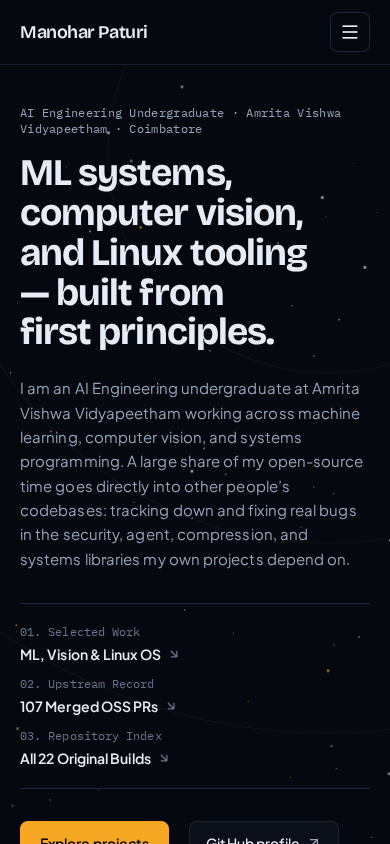 Manohar Paturi
AI Engineering Undergraduate · Amrita Vishwa
Vidyapeetham · Coimbatore
ML systems,
computer vision,
and Linux tooling
— built from
first principles.
I am an AI Engineering undergraduate at Amrita
Vishwa Vidyapeetham working across machine
learning, computer vision, and systems
programming. A large share of my open-source
time goes directly into other people's
codebases: tracking down and fixing real bugs
in the security, agent, compression, and
systems libraries my own projects depend on.
01. Selected Work
ML, Vision & Linux OS ↘
02. Upstream Record
107 Merged OSS PRs ↘
03. Repository Index
All 22 Original Builds ↘
Explore projects GitHub profile ↗